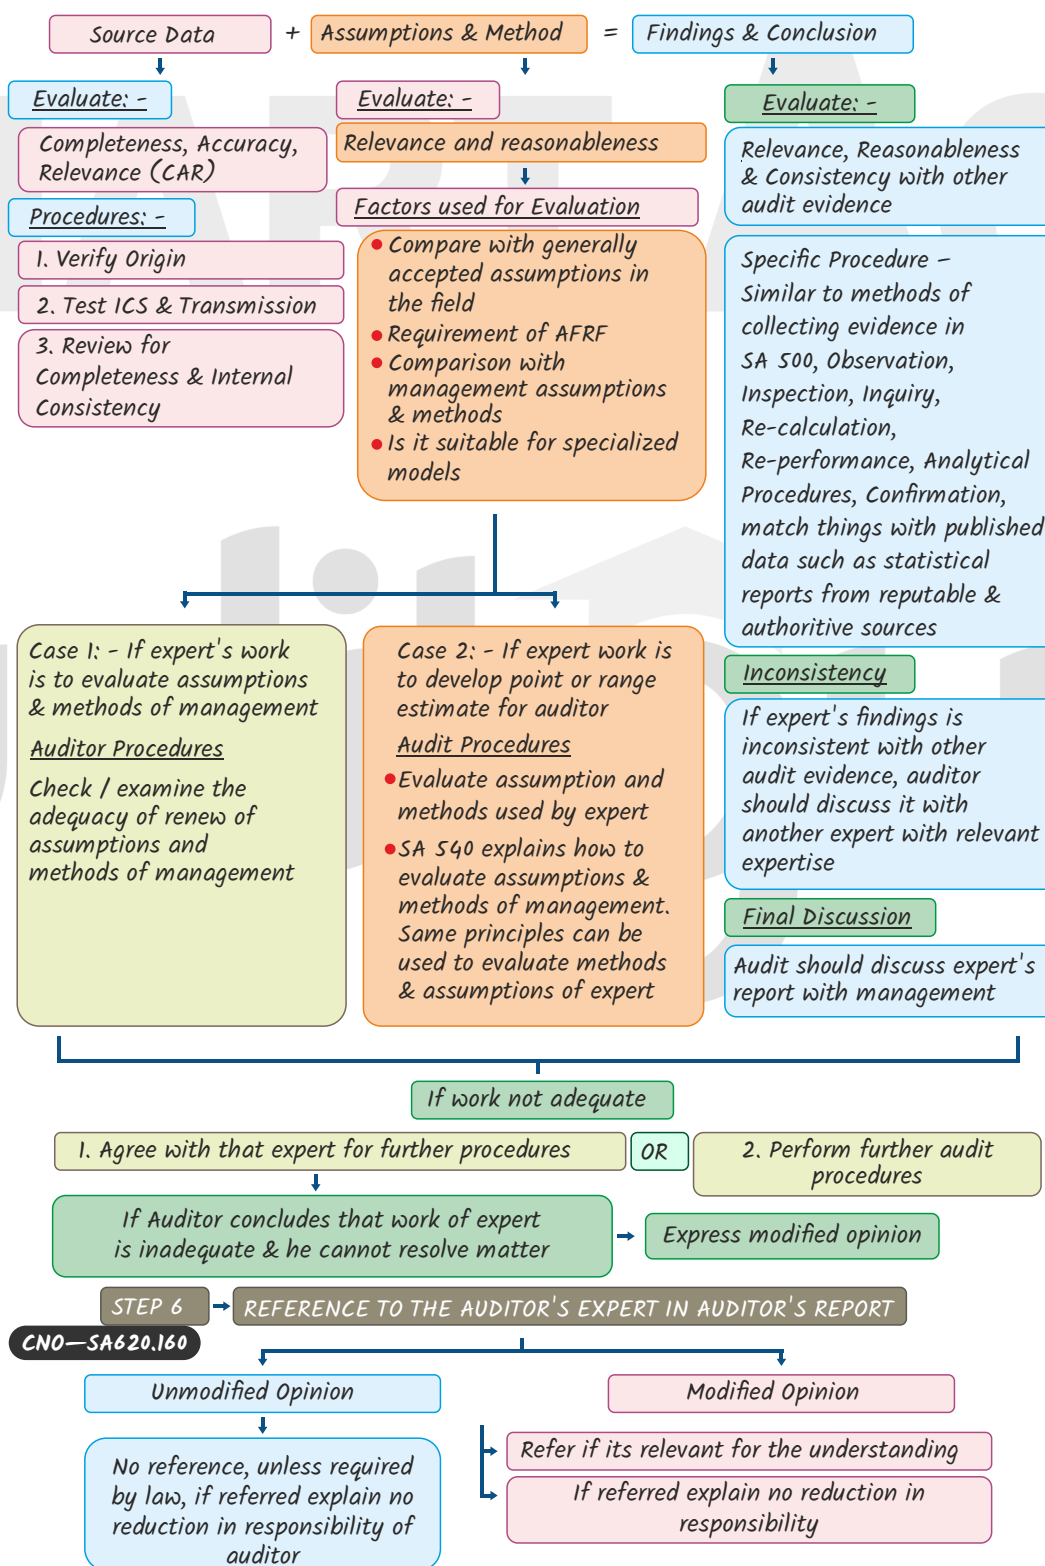 Source Data + Assumptions & Method = Findings & Conclusion
Evaluate: -
Completeness, Accuracy,
Relevance (CAR)
Procedures: -
1. Verify Origin
2. Test ICS & Transmission
3. Review for
Completeness & Internal
Consistency
Evaluate: -
Relevance and reasonableness
Factors used for Evaluation
Compare with generally
accepted assumptions in
the field
Requirement of AFRF
Comparison with
management assumptions
& methods
Is it suitable for specialized
models
Evaluate: -
Relevance, Reasonableness
& Consistency with other
audit evidence
Specific Procedure –
Similar to methods of
collecting evidence in
SA 500, Observation,
Inspection, Inquiry,
Re-calculation,
Re-performance, Analytical
Procedures, Confirmation,
match things with published
data such as statistical
reports from reputable &
authoritive sources
Inconsistency
If expert's findings is
inconsistent with other
audit evidence, auditor
should discuss it with
another expert with relevant
expertise
Final Discussion
Audit should discuss expert's
report with management
Case 1: - If expert's work
is to evaluate assumptions
& methods of management
Auditor Procedures
Check / examine the
adequacy of renew of
assumptions and
methods of management
Case 2: - If expert work is
to develop point or range
estimate for auditor
Audit Procedures
Evaluate assumption and
methods used by expert
SA 540 explains how to
evaluate assumptions &
methods of management.
Same principles can be
used to evaluate methods
& assumptions of expert
If work not adequate
1. Agree with that expert for further procedures
OR
2. Perform further audit
procedures
If Auditor concludes that work of expert
is inadequate & he cannot resolve matter
Express modified opinion
STEP 6
REFERENCE TO THE AUDITOR'S EXPERT IN AUDITOR'S REPORT
CNO—SA620.160
Unmodified Opinion
No reference, unless required
by law, if referred explain no
reduction in responsibility of
auditor
Modified Opinion
Refer if its relevant for the understanding
If referred explain no reduction in
responsibility